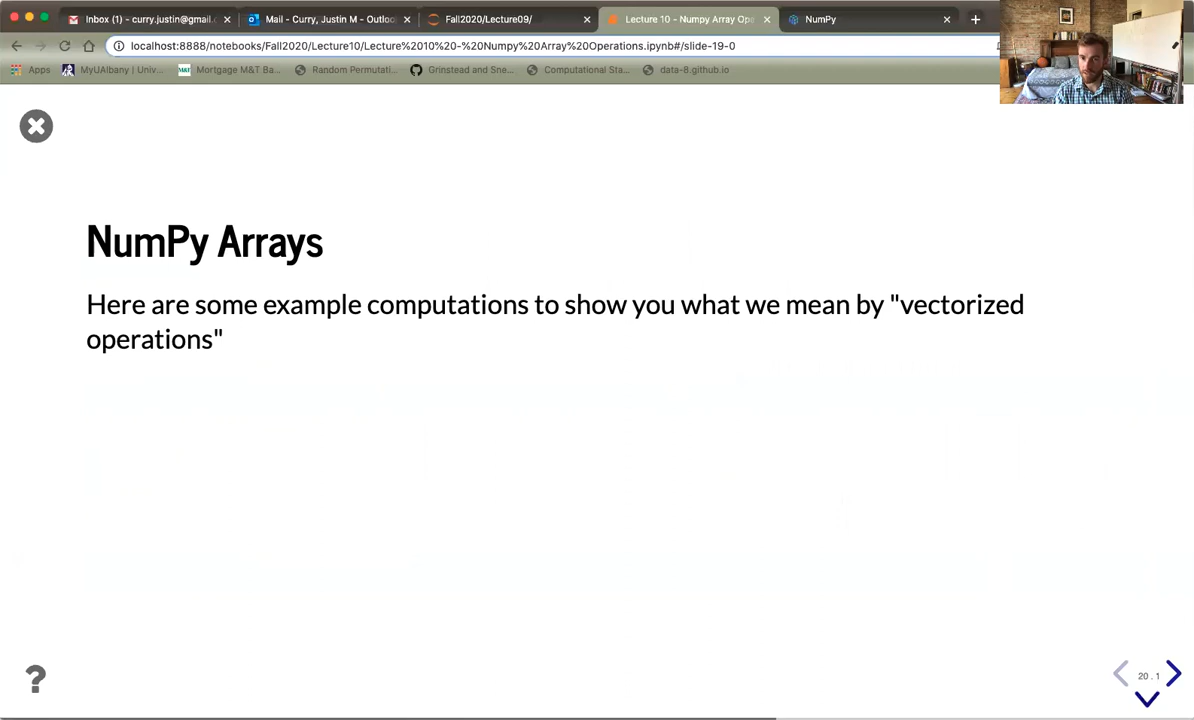 Inbox (1) - curry.justin@gmail.
Mail - Curry, Justin M - Outloo
Fall2020/Lecture09/
Lecture 10 - Numpy Array Ope
NumPy
localhost:8888/notebooks/Fall2020/Lecture10/Lecture%2010%20-%20Numpy%20Array%20Operations.ipynb#/slide-19-0
Apps
MyUAlbany | Univ...
Mortgage M&T Ba...
Random Permutati...
Grinstead and Sne...
Computational Sta...
data-8.github.io
NumPy Arrays
Here are some example computations to show you what we mean by "vectorized
operations"
?
20 . 1